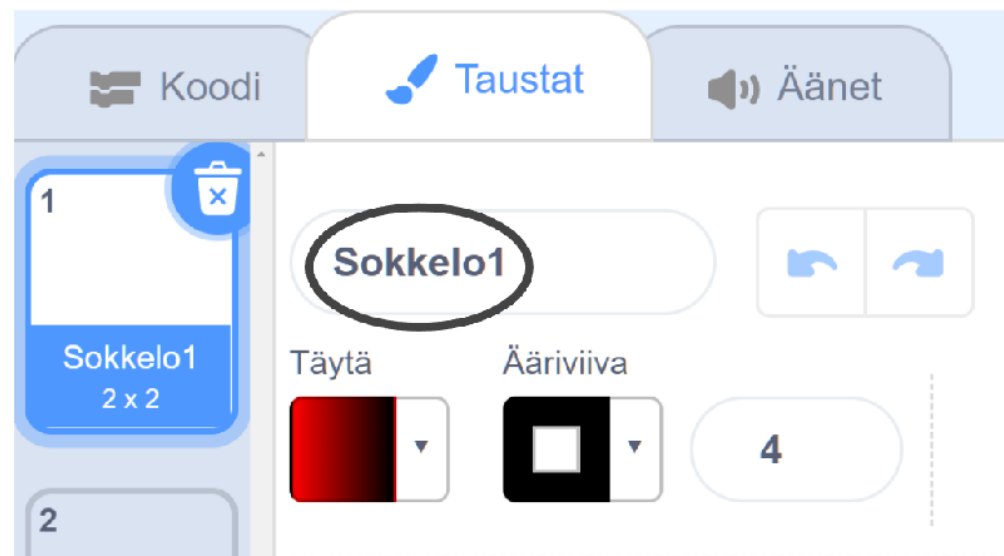 Koodi
Taustat
Äänet
1
Sokkelo1
2 x 2
2
Sokkelo1
Täytä
Ääriviiva
4